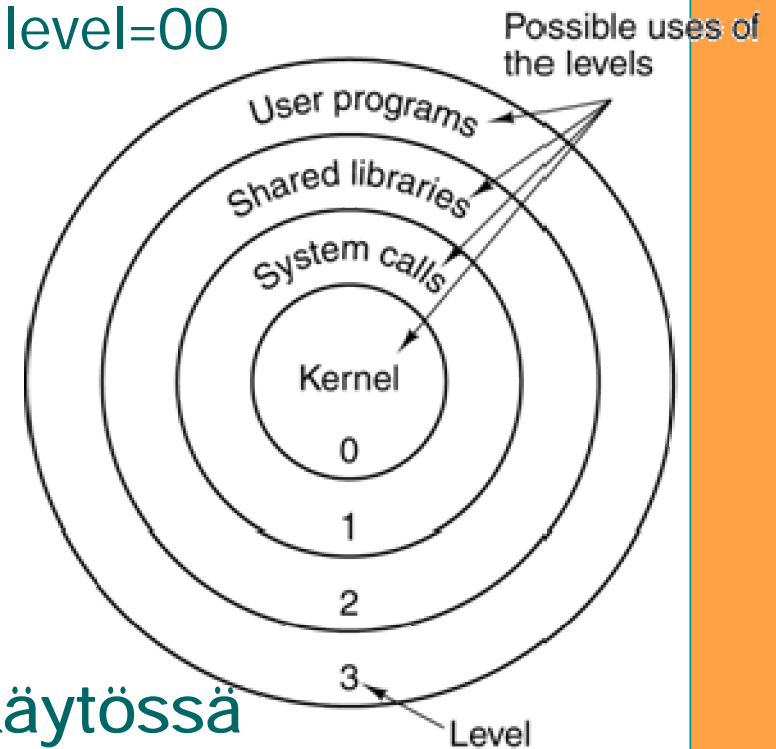 level=00
Possible uses of
the levels
User programs
Shared libraries
System calls
Kernel
0
1
2
3
Level
äytössä